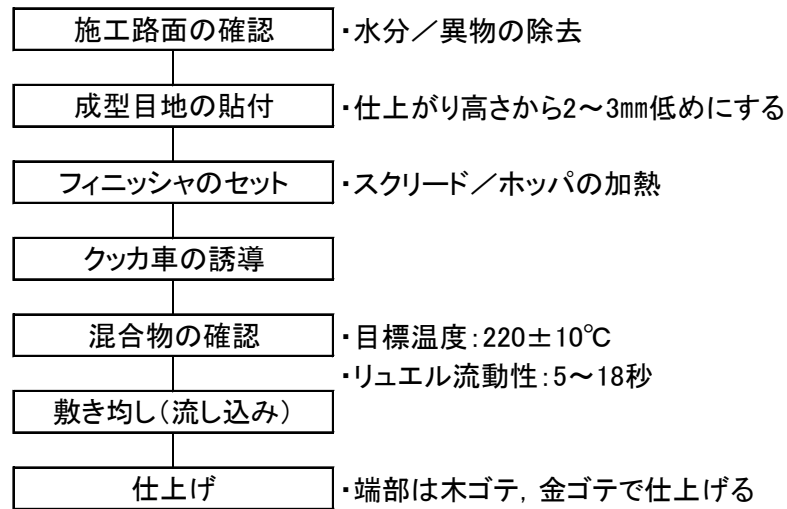 施工路面の確認 ・水分／異物の除去
成型目地の貼付 ・仕上がり高さから2～3㎜低めにする
フィニッシャのセット ・スクリード／ホッパの加熱
クッカ車の誘導
混合物の確認 ・目標温度：220±10℃
・リュエル流動性：5～18秒
敷き均し（流し込み）
仕上げ ・端部は木ゴテ，金ゴテで仕上げる